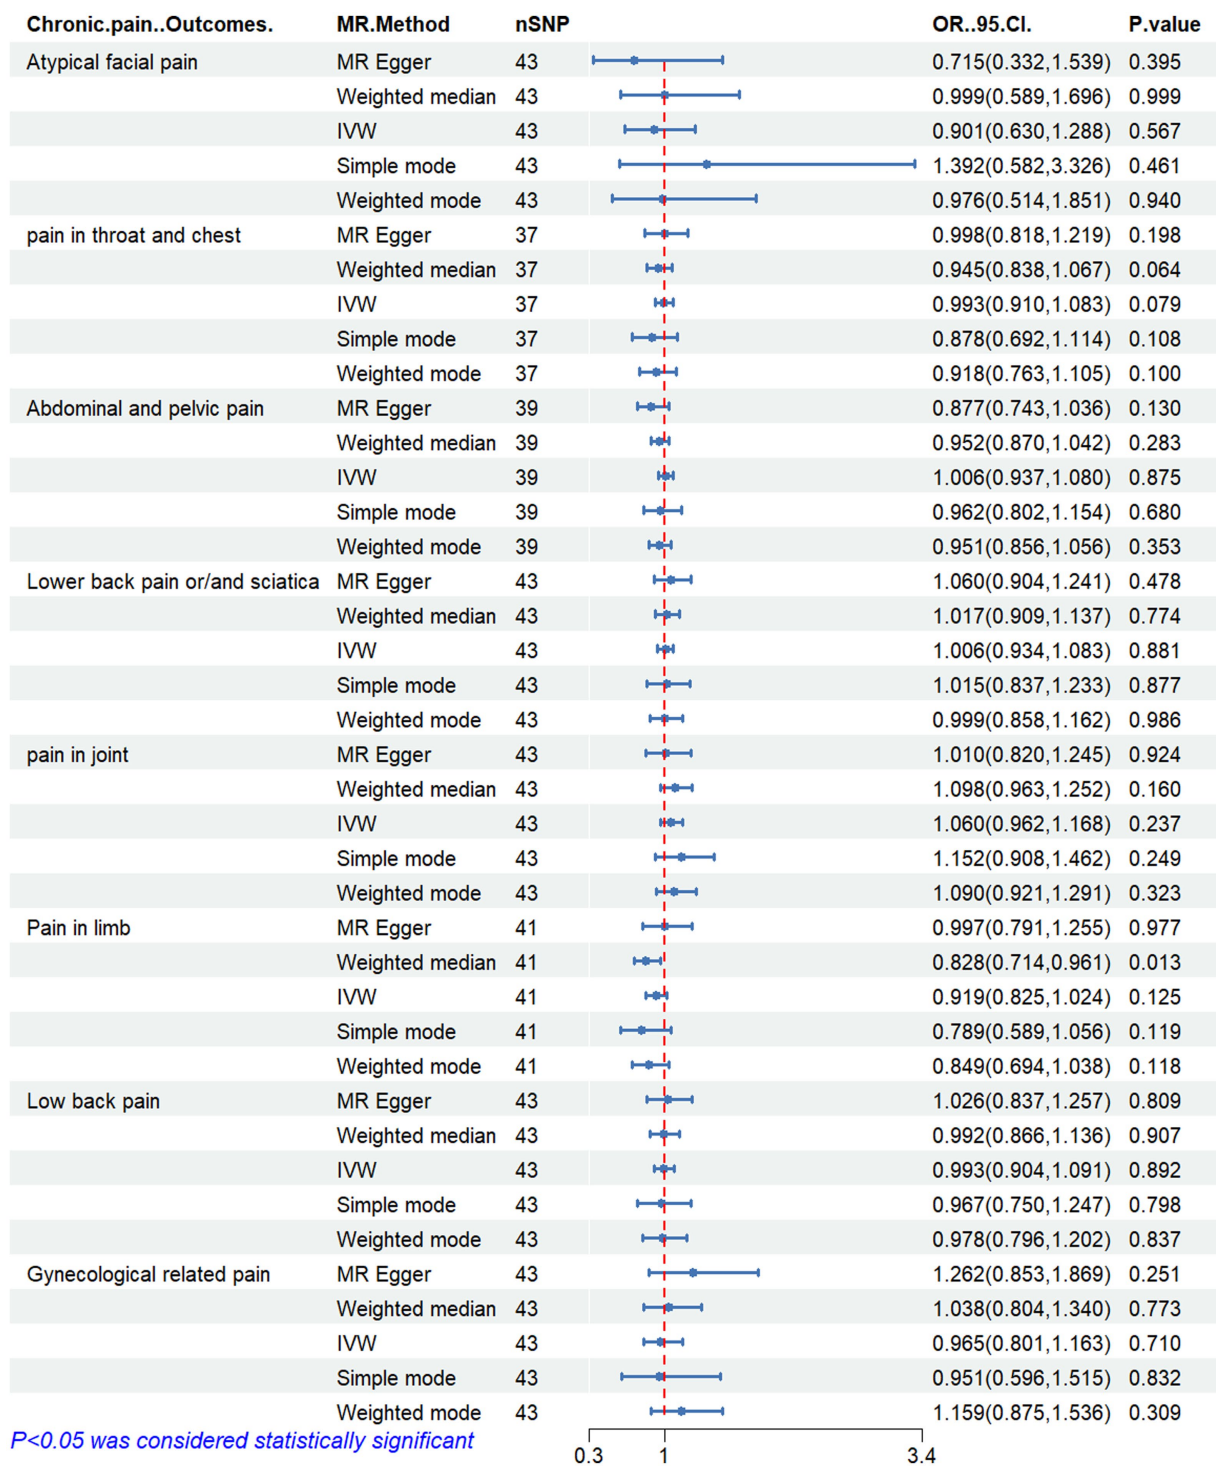 Chronic.pain..Outcomes. MR.Method nSNP OR..95.CI. P.value
Atypical facial pain MR Egger 43 0.715(0.332,1.539) 0.395
Weighted median 43 0.999(0.589,1.696) 0.999
IVW 43 0.901(0.630,1.288) 0.567
Simple mode 43 1.392(0.582,3.326) 0.461
Weighted mode 43 0.976(0.514,1.851) 0.940
pain in throat and chest MR Egger 37 0.998(0.818,1.219) 0.198
Weighted median 37 0.945(0.838,1.067) 0.064
IVW 37 0.993(0.910,1.083) 0.079
Simple mode 37 0.878(0.692,1.114) 0.108
Weighted mode 37 0.918(0.763,1.105) 0.100
Abdominal and pelvic pain MR Egger 39 0.877(0.743,1.036) 0.130
Weighted median 39 0.952(0.870,1.042) 0.283
IVW 39 1.006(0.937,1.080) 0.875
Simple mode 39 0.962(0.802,1.154) 0.680
Weighted mode 39 0.951(0.856,1.056) 0.353
Lower back pain or/and sciatica MR Egger 43 1.060(0.904,1.241) 0.478
Weighted median 43 1.017(0.909,1.137) 0.774
IVW 43 1.006(0.934,1.083) 0.881
Simple mode 43 1.015(0.837,1.233) 0.877
Weighted mode 43 0.999(0.858,1.162) 0.986
pain in joint MR Egger 43 1.010(0.820,1.245) 0.924
Weighted median 43 1.098(0.963,1.252) 0.160
IVW 43 1.060(0.962,1.168) 0.237
Simple mode 43 1.152(0.908,1.462) 0.249
Weighted mode 43 1.090(0.921,1.291) 0.323
Pain in limb MR Egger 41 0.997(0.791,1.255) 0.977
Weighted median 41 0.828(0.714,0.961) 0.013
IVW 41 0.919(0.825,1.024) 0.125
Simple mode 41 0.789(0.589,1.056) 0.119
Weighted mode 41 0.849(0.694,1.038) 0.118
Low back pain MR Egger 43 1.026(0.837,1.257) 0.809
Weighted median 43 0.992(0.866,1.136) 0.907
IVW 43 0.993(0.904,1.091) 0.892
Simple mode 43 0.967(0.750,1.247) 0.798
Weighted mode 43 0.978(0.796,1.202) 0.837
Gynecological related pain MR Egger 43 1.262(0.853,1.869) 0.251
Weighted median 43 1.038(0.804,1.340) 0.773
IVW 43 0.965(0.801,1.163) 0.710
Simple mode 43 0.951(0.596,1.515) 0.832
Weighted mode 43 1.159(0.875,1.536) 0.309
P<0.05 was considered statistically significant
0.3 1 3.4